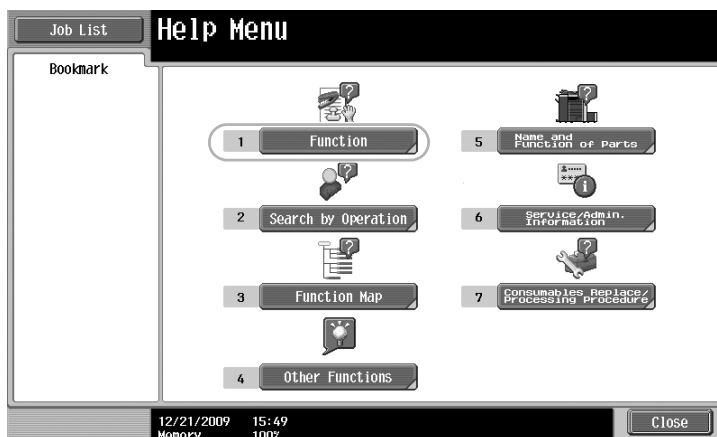 Job List
Help Menu
Bookmark
1 Function
2 Search by Operation
3 Function Map
4 Other Functions
5 Name and
Function of Parts
6 Service/Admin.
Information
7 Consumables Replace/
Processing Procedure
12/21/2009 15:49
Memory 100%
Close